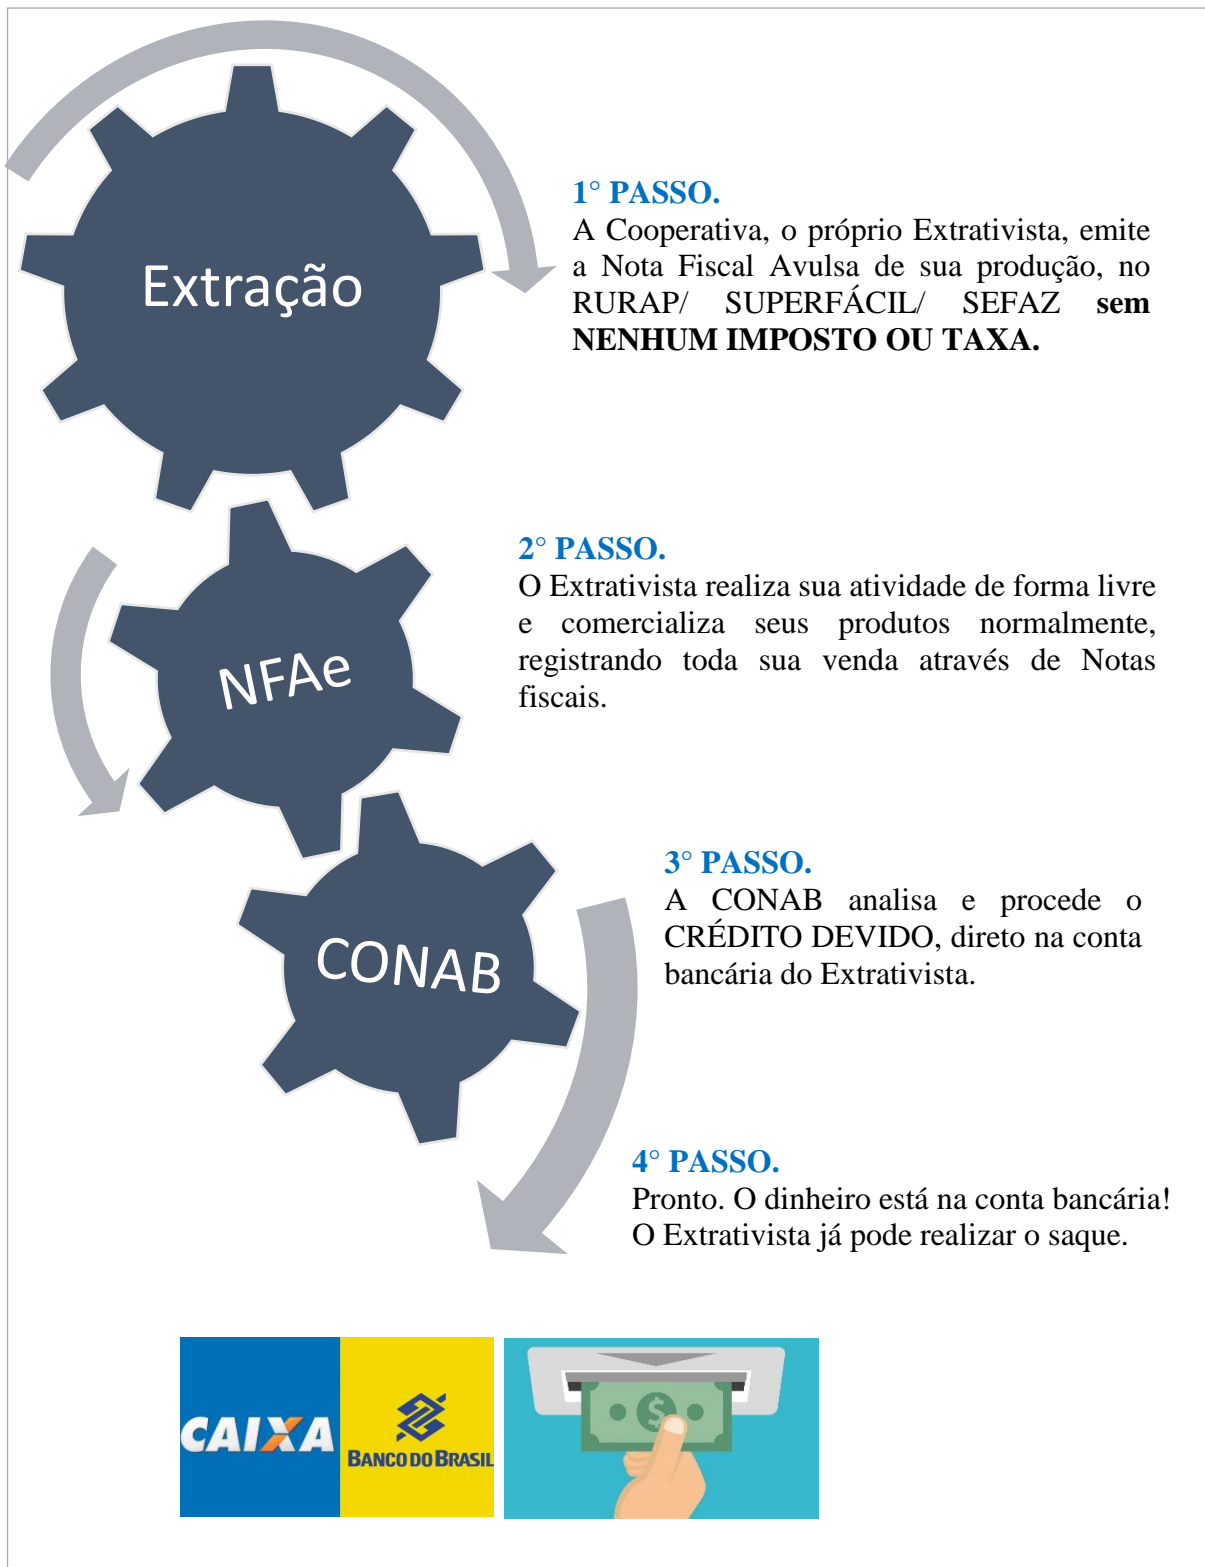 Extração
1° PASSO.
A Cooperativa, o próprio Extrativista, emite
a Nota Fiscal Avulsa de sua produção, no
RURAP/ SUPERFÁCIL/ SEFAZ sem
NENHUM IMPOSTO OU TAXA.
NFAe
2° PASSO.
O Extrativista realiza sua atividade de forma livre
e comercializa seus produtos normalmente,
registrando toda sua venda através de Notas
fiscais.
CONAB
3° PASSO.
A CONAB analisa e procede o
CRÉDITO DEVIDO, direto na conta
bancária do Extrativista.
4° PASSO.
Pronto. O dinheiro está na conta bancária!
O Extrativista já pode realizar o saque.
CAIXA
BANCO DO BRASIL
$